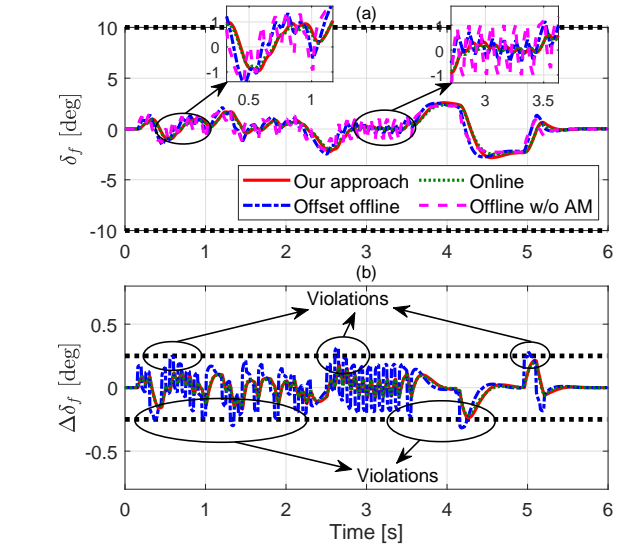 (a)
1
0
-1
0.5
1
1
0
-1
3
3.5
10
5
0
-5
-10
δf [deg]
Our approach
Online
Offset offline
Offline w/o AM
0 1 2 3 4 5 6
(b)
Violations
0.5
0
-0.5
Δδf [deg]
Violations
0 1 2 3 4 5 6
Time [s]